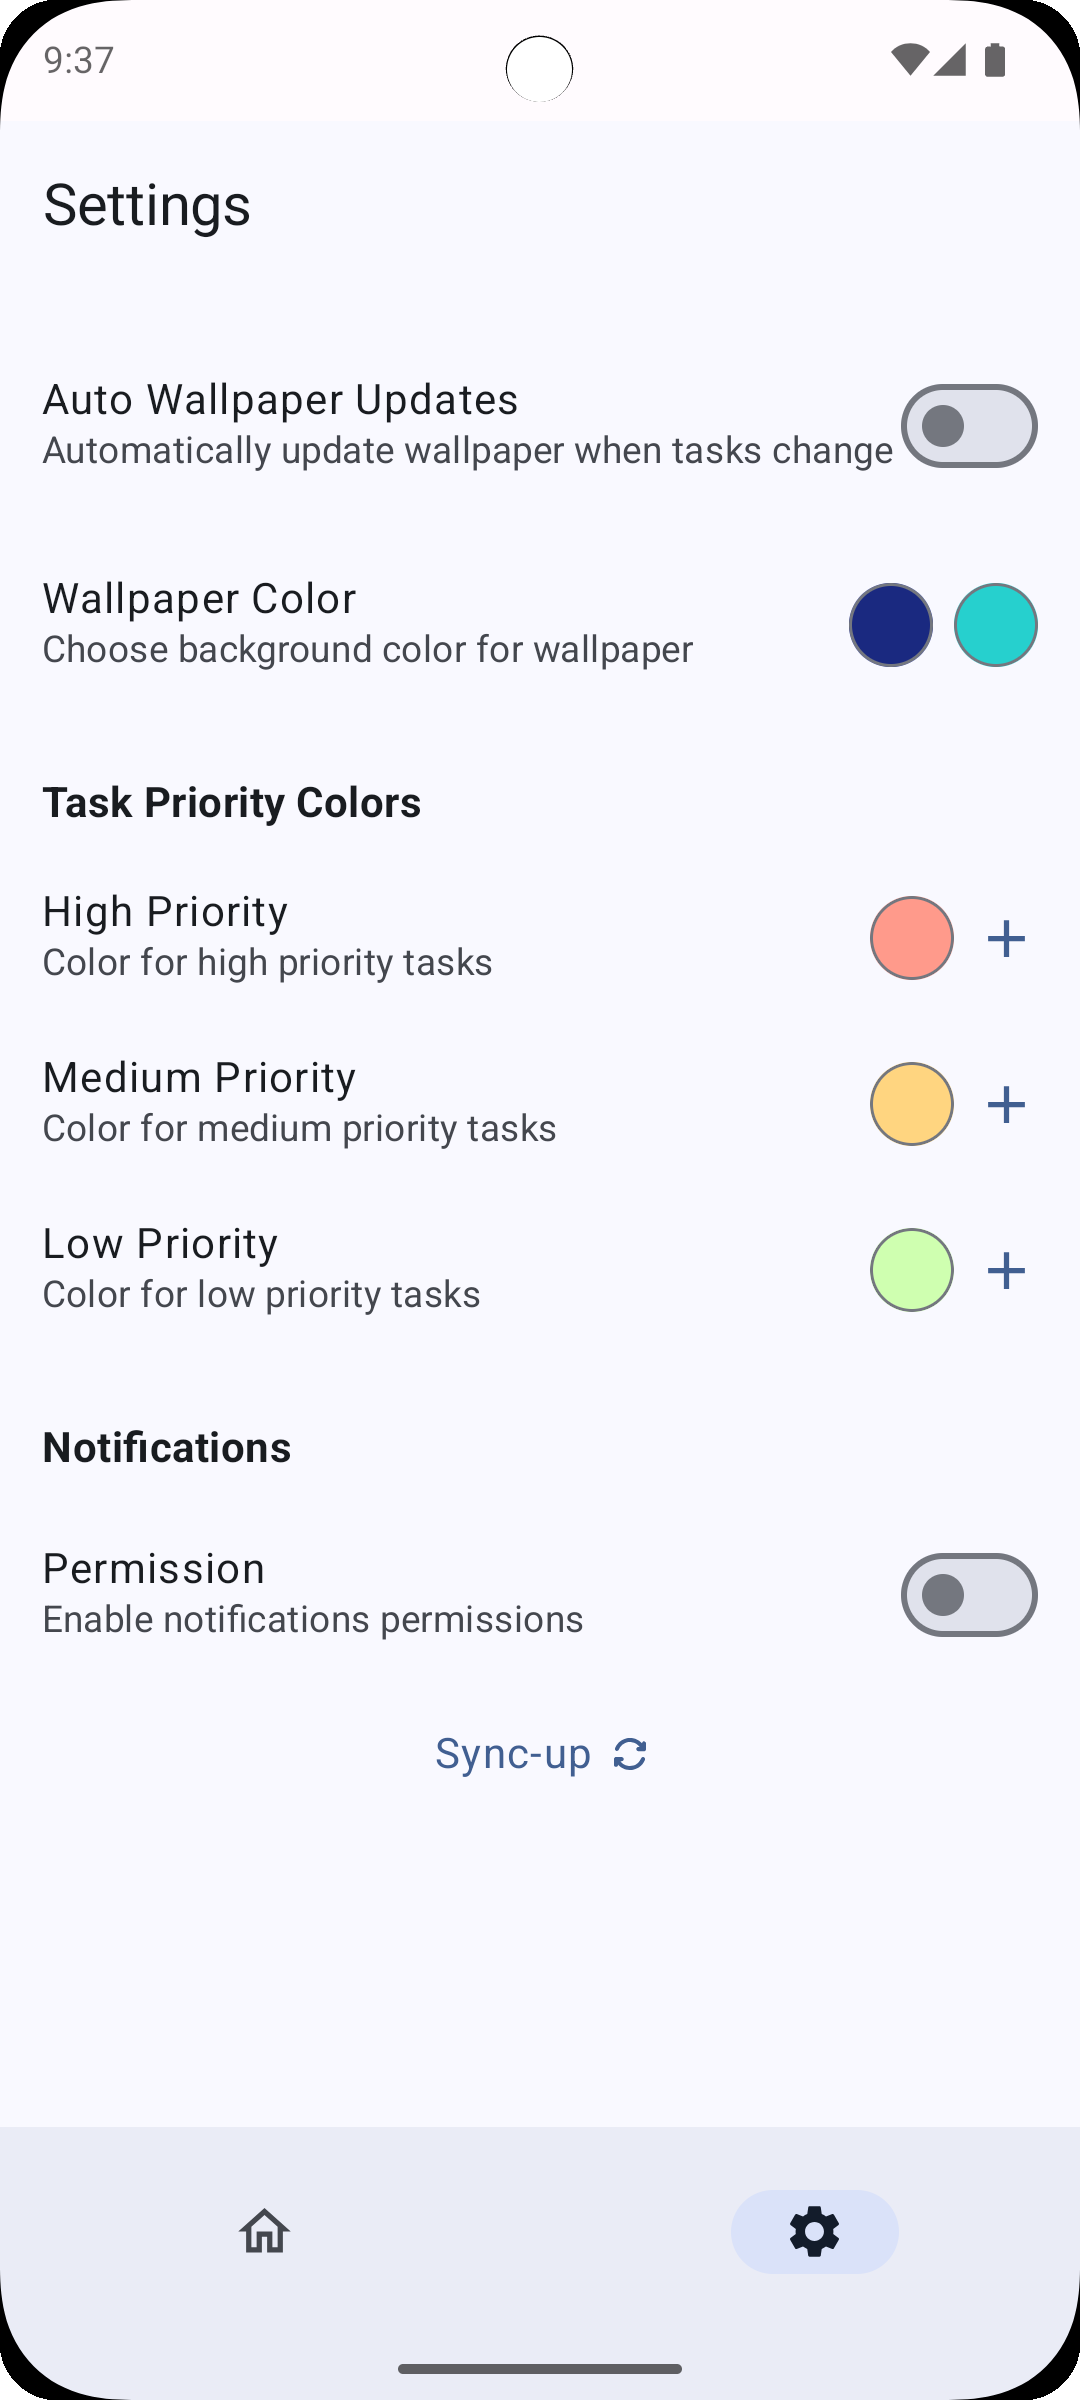 9:37
Settings
Auto Wallpaper Updates
Automatically update wallpaper when tasks change
Wallpaper Color
Choose background color for wallpaper
Task Priority Colors
High Priority
Color for high priority tasks
Medium Priority
Color for medium priority tasks
Low Priority
Color for low priority tasks
Notifications
Permission
Enable notifications permissions
Sync-up